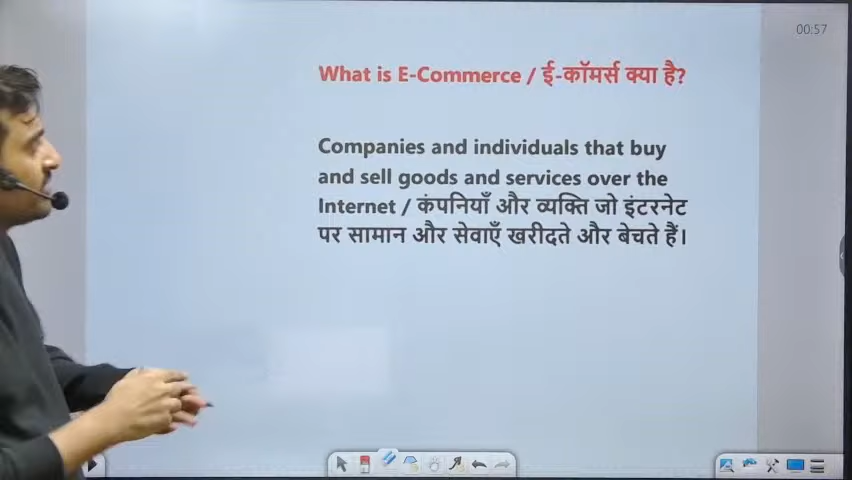 00:57
What is E-Commerce / ई-कॉमर्स क्या है?
Companies and individuals that buy
and sell goods and services over the
Internet / कंपनियाँ और व्यक्ति जो इंटरनेट
पर सामान और सेवाएँ खरीदते और बेचते हैं।